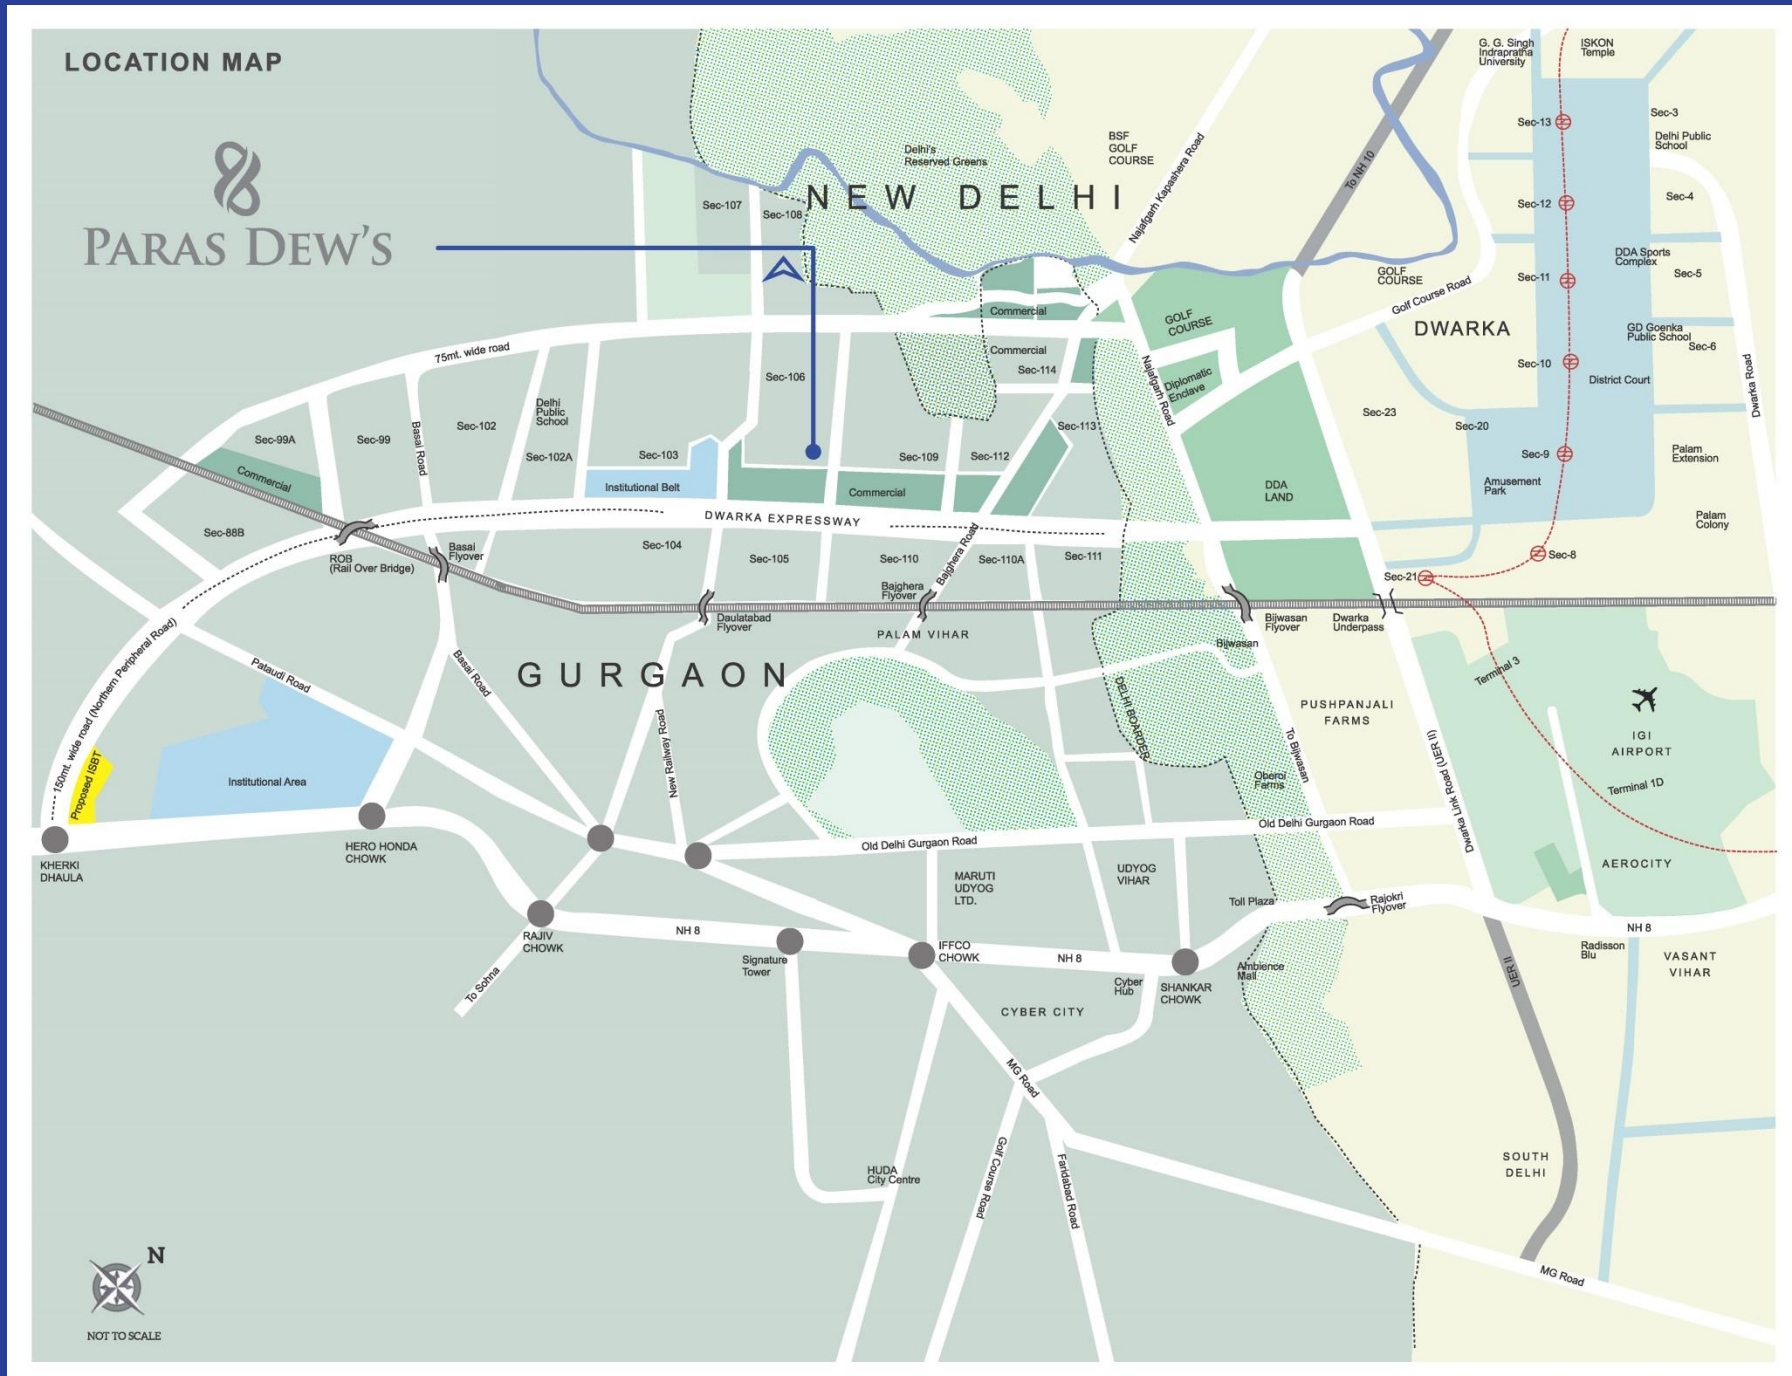 LOCATION MAP
PARAS DEW'S
NEW DELHI
Delhi's
Reserved Greens
BSF
GOLF
COURSE
Najafgarh Kapashera Road
To NH 10
G. G. Singh
Indrapratha
University
ISKON
Temple
Sec-13
Sec-3
Delhi Public
School
Sec-12
Sec-4
DDA Sports
Complex
Sec-11
Sec-5
GOLF
COURSE
Golf Course Road
DWARKA
GD Goenka
Public School
Sec-6
Sec-10
District Court
Dwarka Road
Sec-23
Sec-20
Sec-9
Palam
Extension
Amusement
Park
Palam
Colony
Sec-8
Sec-21
Sec-107
Sec-108
75mt. wide road
Commercial
GOLF
COURSE
Commercial
Sec-114
Najafgarh Road
Diplomatic
Enclave
Sec-106
Delhi
Public
School
Sec-99A
Sec-99
Basai Road
Sec-102
Sec-102A
Sec-103
Sec-109
Sec-112
Sec-113
Commercial
Institutional Belt
Commercial
DDA
LAND
DWARKA EXPRESSWAY
Sec-88B
ROB
(Rail Over Bridge)
Basai
Flyover
Sec-104
Sec-105
Sec-110
Bajghera Road
Sec-110A
Sec-111
Bajghera
Flyover
Daulatabad
Flyover
PALAM VIHAR
Bijwasan
Flyover
Dwarka
Underpass
Bijwasan
150mt. wide road (Northern Peripheral Road)
Pataudi Road
Basai Road
GURGAON
New Railway Road
DELHI BOARDER
PUSHPANJALI
FARMS
To Bijwasan
Terminal 3
IGI
AIRPORT
Terminal 1D
Dwarka Link Road (UER II)
Oberoi
Farms
Proposed ISBT
Institutional Area
KHERKI
DHAULA
HERO HONDA
CHOWK
Old Delhi Gurgaon Road
Old Delhi Gurgaon Road
AEROCITY
MARUTI
UDYOG
LTD.
UDYOG
VIHAR
Toll Plaza
Rajokri
Flyover
RAJIV
CHOWK
NH 8
Signature
Tower
IFFCO
CHOWK
NH 8
Cyber
Hub
SHANKAR
CHOWK
Ambience
Mall
NH 8
Radisson
Blu
VASANT
VIHAR
UER II
To Sohna
CYBER CITY
MG Road
HUDA
City Centre
Golf Course Road
Faridabad Road
SOUTH
DELHI
MG Road
N
NOT TO SCALE